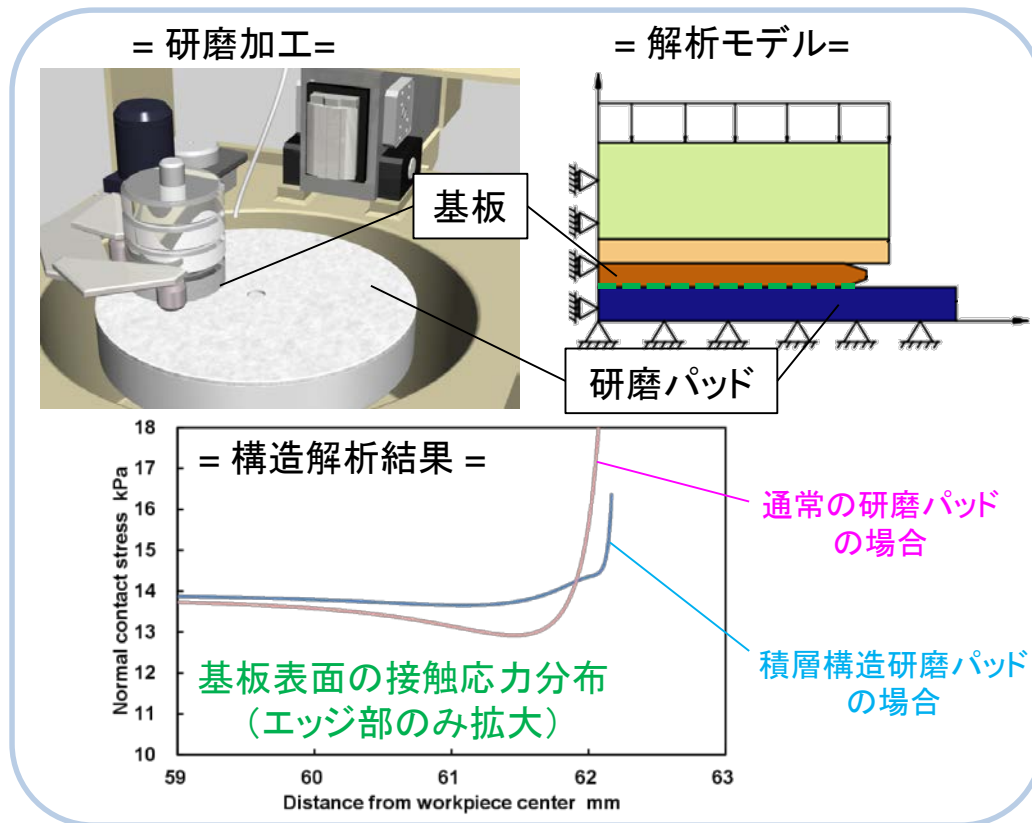 = 研磨加工=
= 解析モデル=
基板
研磨パッド
= 構造解析結果 =
Normal contact stress kPa
18
17
16
15
14
13
12
11
10
59
60
61
62
63
Distance from workpiece center mm
通常の研磨パッド
の場合
積層構造研磨パッド
の場合
基板表面の接触応力分布
(エッジ部のみ拡大)